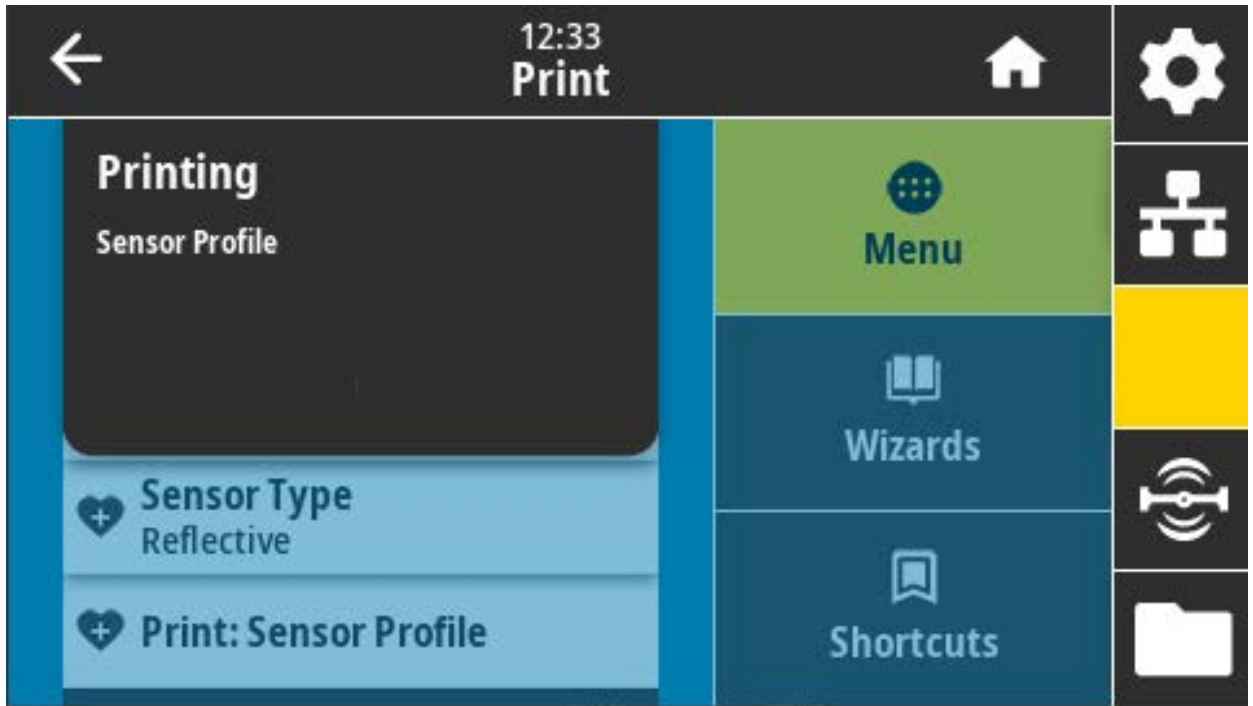 12:33
Print
Printing
Sensor Profile
Menu
Wizards
Sensor Type
Reflective
Print: Sensor Profile
Shortcuts